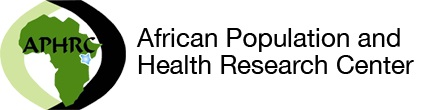 APHRC
African Population and
Health Research Center